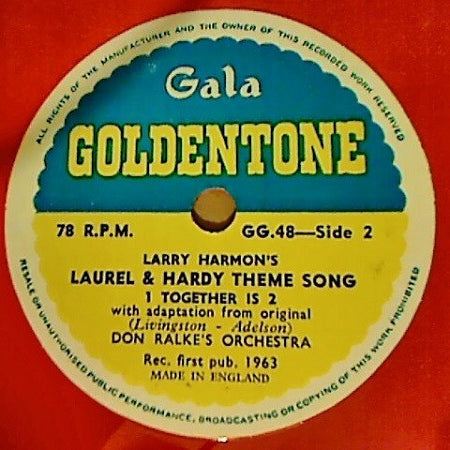 ALL RIGHTS OF THE MANUFACTURER AND THE OWNER OF THIS RECORDED WORK RESERVED
Gala
GOLDENTONE
78 R.P.M. GG.48—Side 2
LARRY HARMON'S
LAUREL & HARDY THEME SONG
1 TOGETHER IS 2
with adaptation from original
(Livingston - Adelson)
DON RALKE'S ORCHESTRA
Rec. first pub. 1963
MADE IN ENGLAND
RESALE OR UNAUTHORISED PUBLIC PERFORMANCE, BROADCASTING OR COPYING OF THIS WORK PROHIBITED